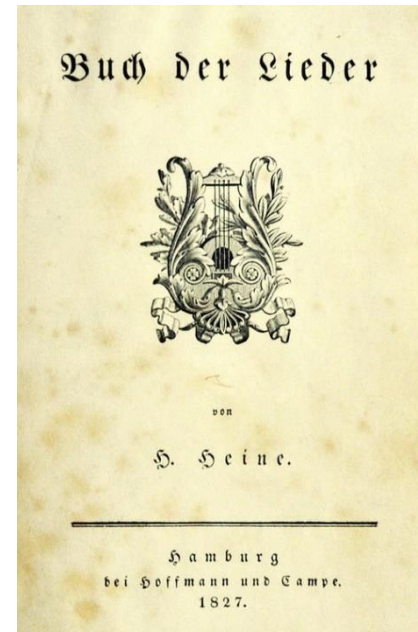 Buch der Lieder
von
H. Heine.
Hamburg
bei Hoffmann und Campe.
1827.